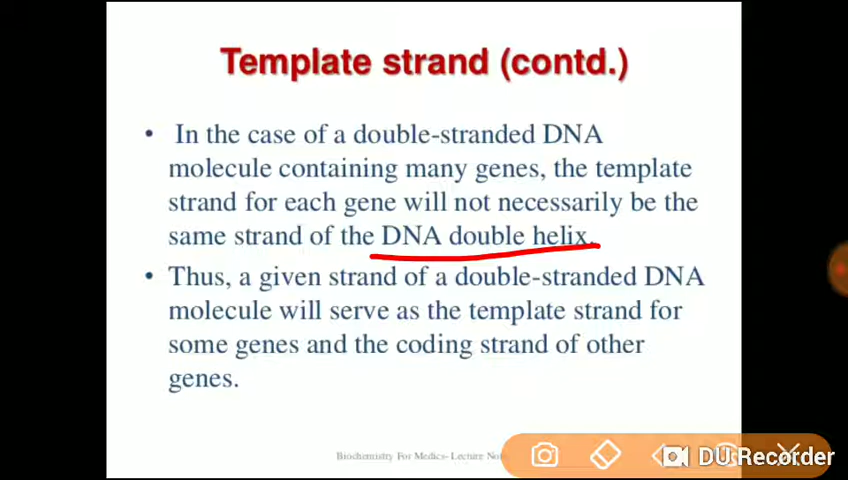 Template strand (contd.)
• In the case of a double-stranded DNA
molecule containing many genes, the template
strand for each gene will not necessarily be the
same strand of the DNA double helix.
• Thus, a given strand of a double-stranded DNA
molecule will serve as the template strand for
some genes and the coding strand of other
genes.
Biochemistry For Medics- Lecture
DU Recorder